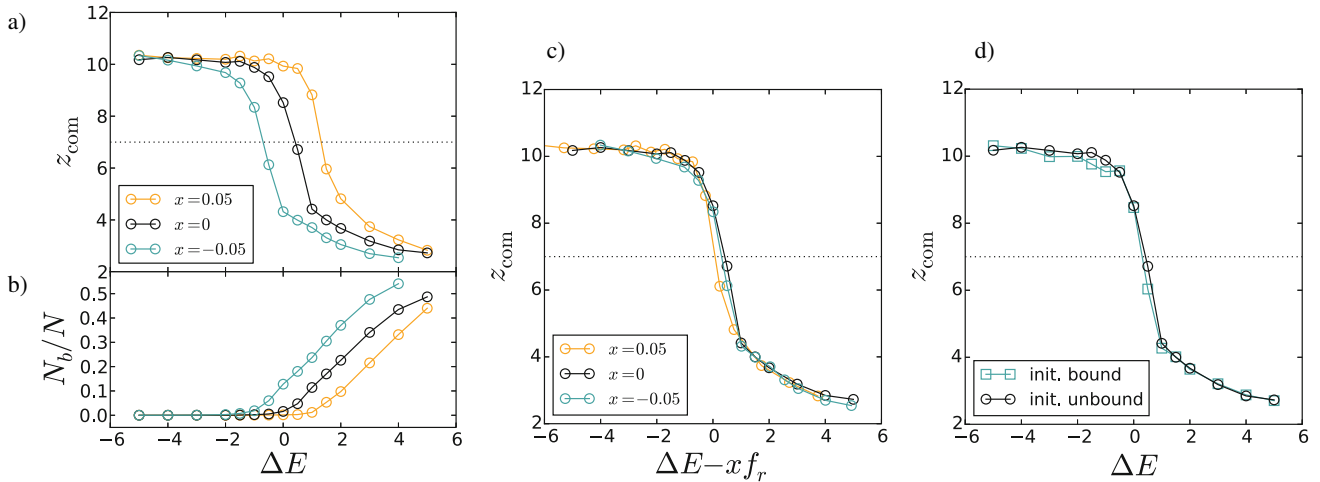 a)
12
10
8
6
4
2
z_com
x = 0.05
x = 0
x = −0.05
b)
0.5
0.4
0.3
0.2
0.1
0.0
N_b/N
−6 −4 −2 0 2 4 6
ΔE
c)
12
10
8
6
4
2
z_com
x = 0.05
x = 0
x = −0.05
−6 −4 −2 0 2 4 6
ΔE − x f_r
d)
12
10
8
6
4
2
z_com
init. bound
init. unbound
−6 −4 −2 0 2 4 6
ΔE